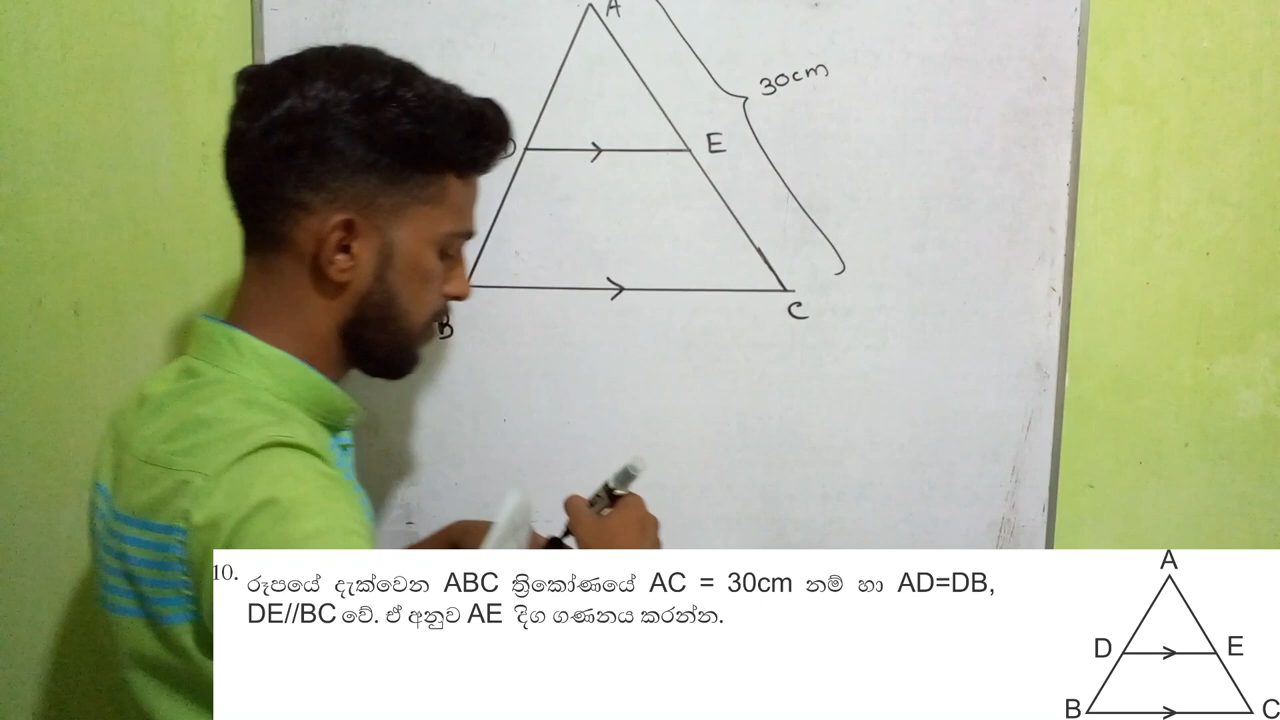 A
30cm
D
E
B
C
10. රූපයේ දැක්වෙන ABC ත්‍රිකෝණයේ AC = 30cm නම් හා AD=DB,
DE//BC වේ. ඒ අනුව AE දිග ගණනය කරන්න.
A
D
E
B
C